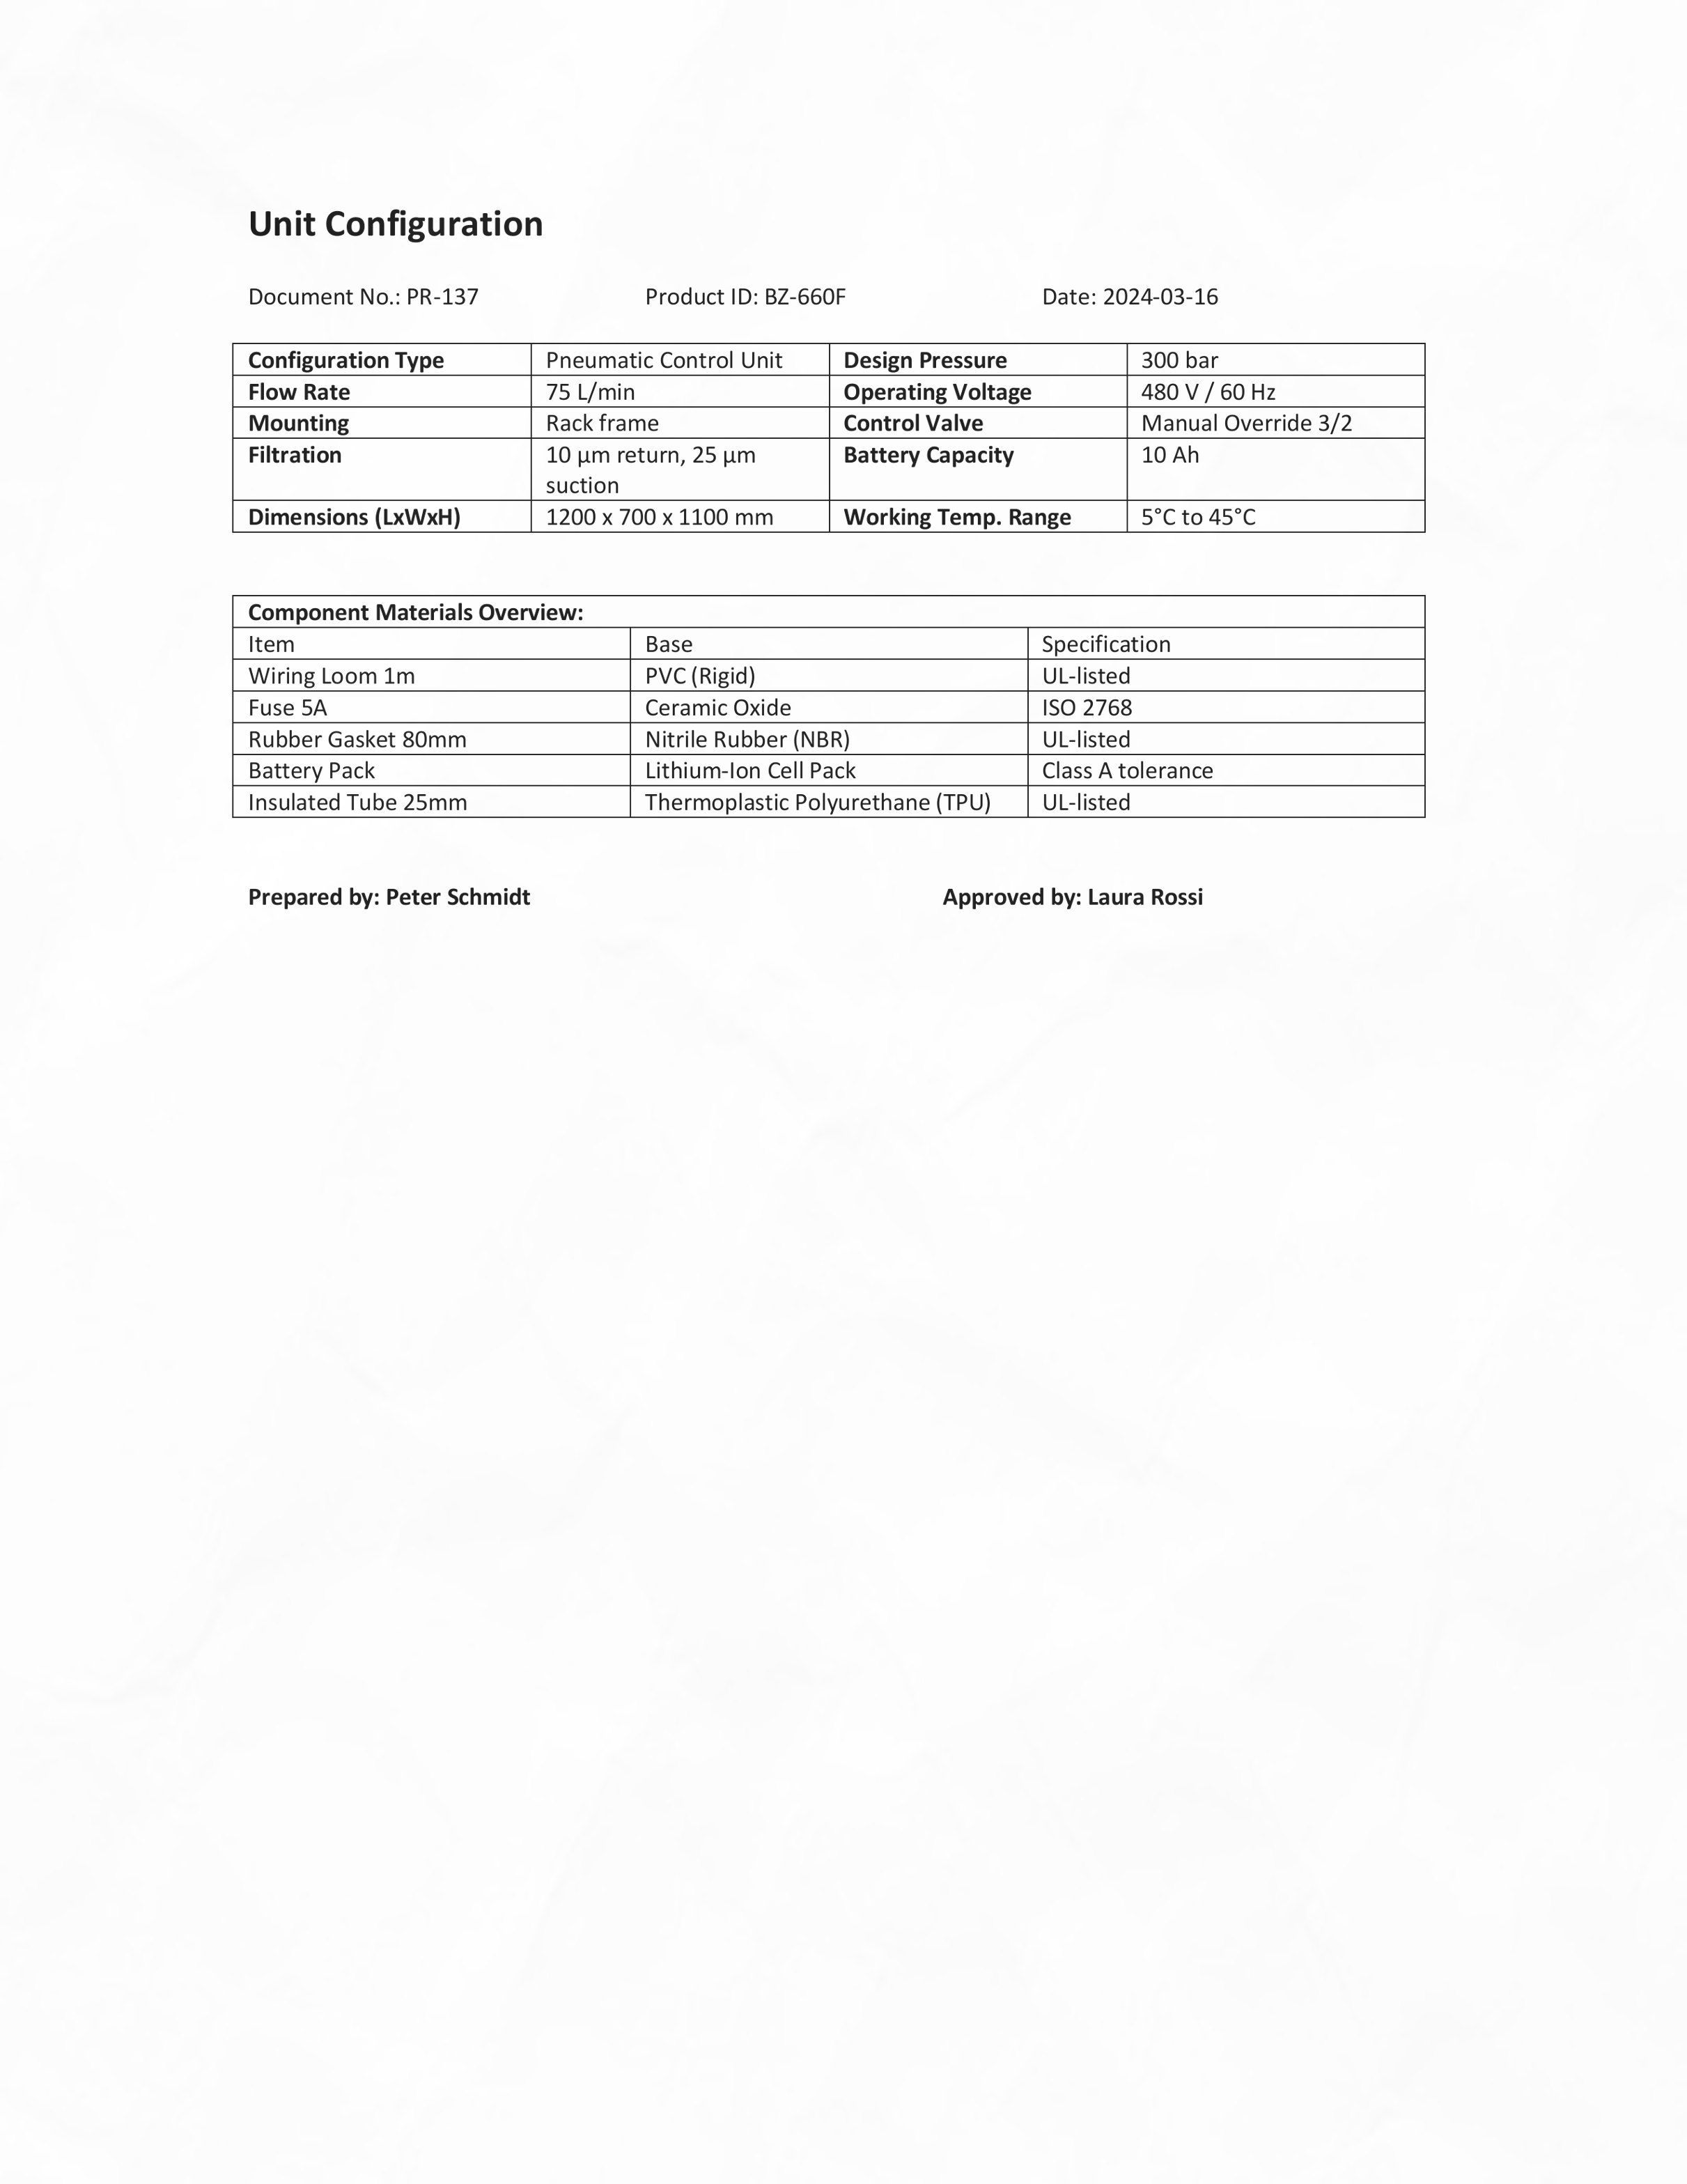 Unit Configuration
Document No.: PR-137 Product ID: BZ-660F Date: 2024-03-16
Configuration Type Pneumatic Control Unit Design Pressure 300 bar
Flow Rate 75 L/min Operating Voltage 480 V / 60 Hz
Mounting Rack frame Control Valve Manual Override 3/2
Filtration 10 µm return, 25 µm Battery Capacity 10 Ah
suction
Dimensions (LxWxH) 1200 x 700 x 1100 mm Working Temp. Range 5°C to 45°C
Component Materials Overview:
Item Base Specification
Wiring Loom 1m PVC (Rigid) UL-listed
Fuse 5A Ceramic Oxide ISO 2768
Rubber Gasket 80mm Nitrile Rubber (NBR) UL-listed
Battery Pack Lithium-Ion Cell Pack Class A tolerance
Insulated Tube 25mm Thermoplastic Polyurethane (TPU) UL-listed
Prepared by: Peter Schmidt Approved by: Laura Rossi